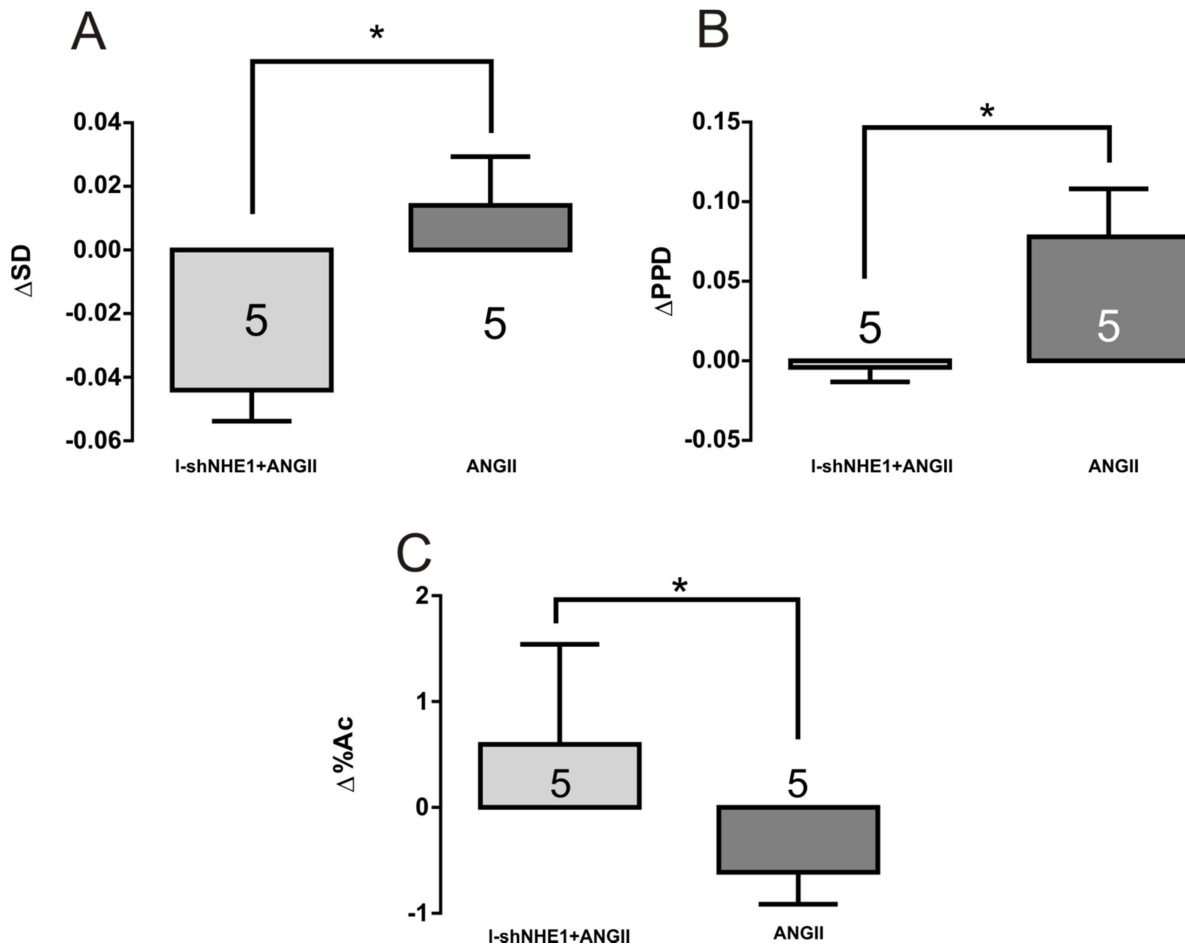 A
*
0.04
0.02
0.00
-0.02
-0.04
-0.06
ΔSD
5
5
l-shNHE1+ANGII
ANGII
B
*
0.15
0.10
0.05
0.00
-0.05
ΔPPD
5
5
l-shNHE1+ANGII
ANGII
C
*
2
1
0
-1
Δ%Ac
5
5
l-shNHE1+ANGII
ANGII